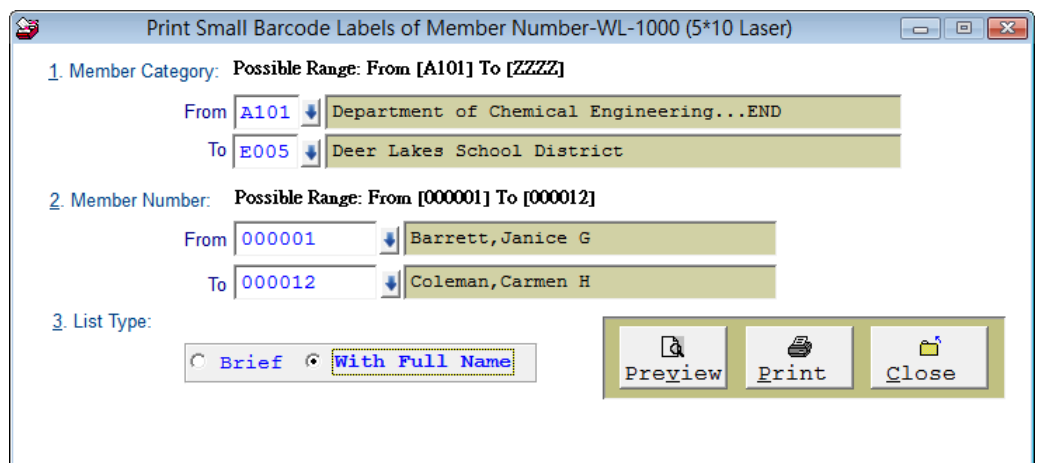 Print Small Barcode Labels of Member Number-WL-1000 (5*10 Laser)
1. Member Category: Possible Range: From [A101] To [ZZZZ]
From A101 Department of Chemical Engineering...END
To E005 Deer Lakes School District
2. Member Number: Possible Range: From [000001] To [000012]
From 000001 Barrett,Janice G
To 000012 Coleman,Carmen H
3. List Type:
Brief With Full Name
Preview Print Close